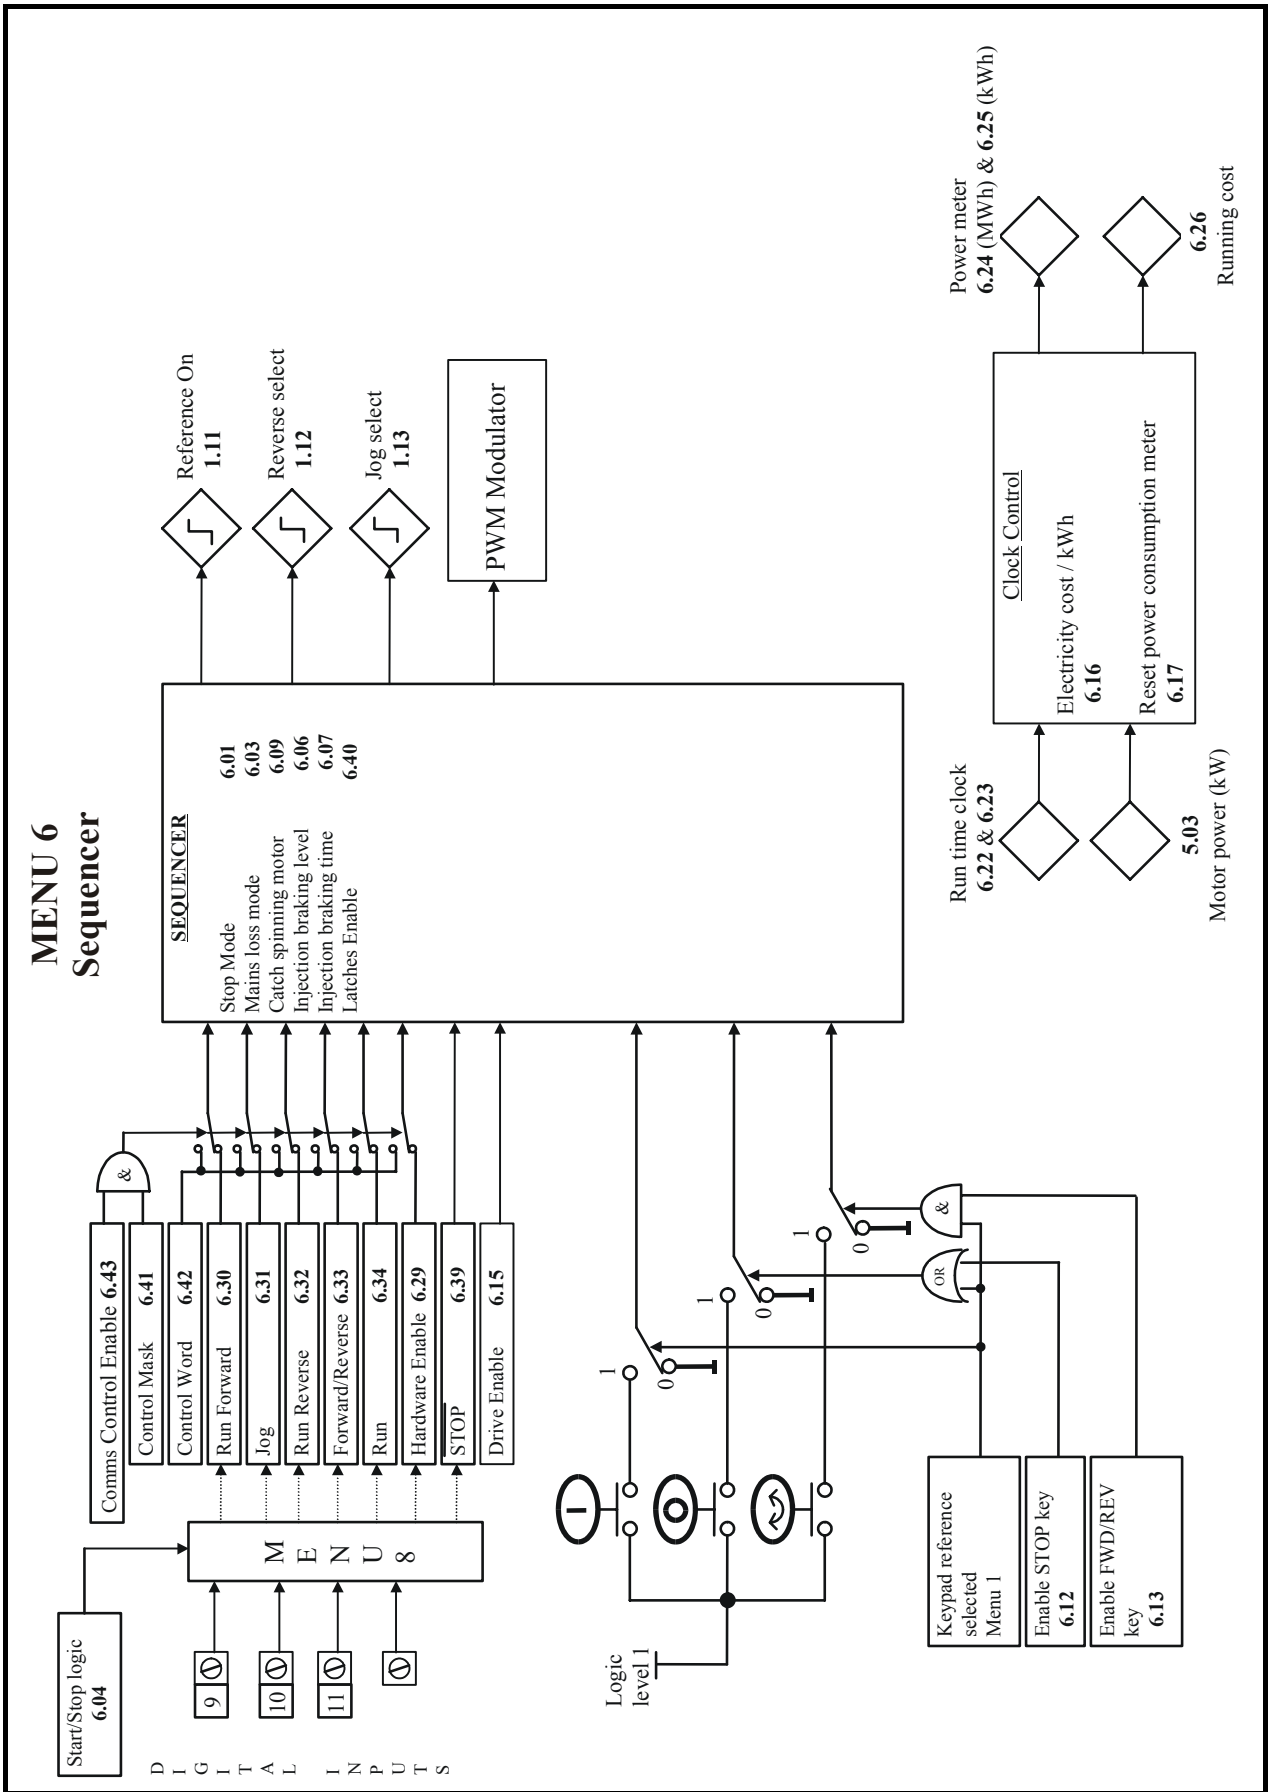 MENU 6
Sequencer
Start/Stop logic
6.04
DIGITAL INPUTS
9
10
11
MENU 8
Comms Control Enable 6.43
Control Mask 6.41
Control Word 6.42
Run Forward 6.30
Jog 6.31
Run Reverse 6.32
Forward/Reverse 6.33
Run 6.34
Hardware Enable 6.29
STOP 6.39
Drive Enable 6.15
&
SEQUENCER
Stop Mode 6.01
Mains loss mode 6.03
Catch spinning motor 6.09
Injection braking level 6.06
Injection braking time 6.07
Latches Enable 6.40
Reference On
1.11
Reverse select
1.12
Jog select
1.13
PWM Modulator
Logic
level 1
1
0
1
0
1
0
OR
&
Keypad reference
selected
Menu 1
Enable STOP key
6.12
Enable FWD/REV
key
6.13
Run time clock
6.22 & 6.23
5.03
Motor power (kW)
Clock Control
Electricity cost / kWh
6.16
Reset power consumption meter
6.17
Power meter
6.24 (MWh) & 6.25 (kWh)
6.26
Running cost